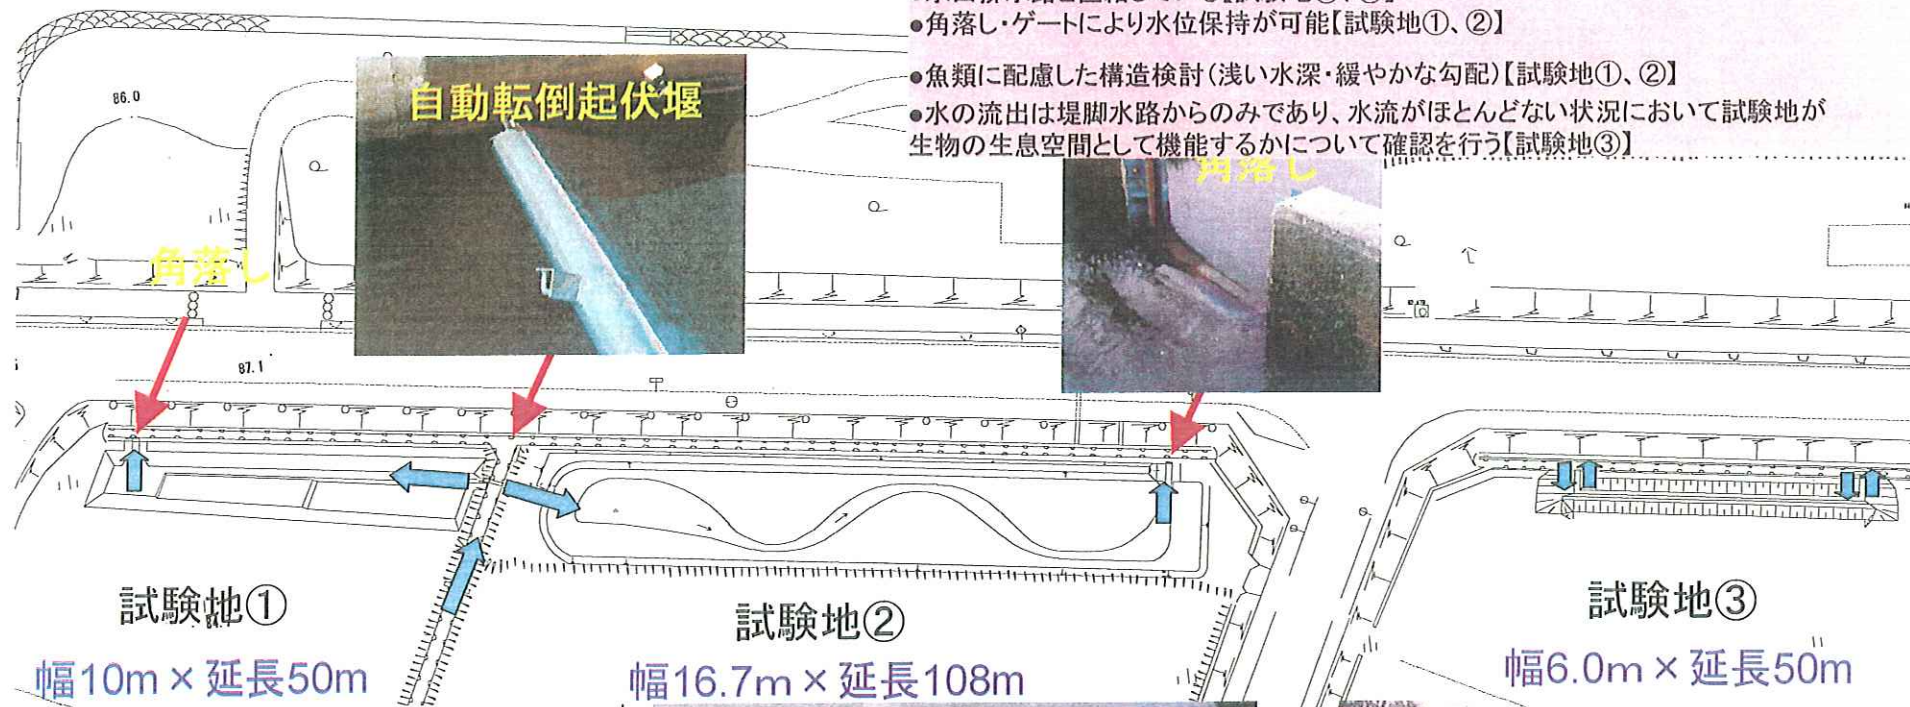 ●角落し・ゲートにより水位保持が可能【試験地①、②】
●魚類に配慮した構造検討(浅い水深・緩やかな勾配)【試験地①、②】
●水の流出は堤脚水路からのみであり、水流がほとんどない状況において試験地が
生物の生息空間として機能するかについて確認を行う【試験地③】
自動転倒起伏堰
86.0
角落し
角落し
87.1
試験地①
幅10m×延長50m
試験地②
幅16.7m×延長108m
試験地③
幅6.0m×延長50m